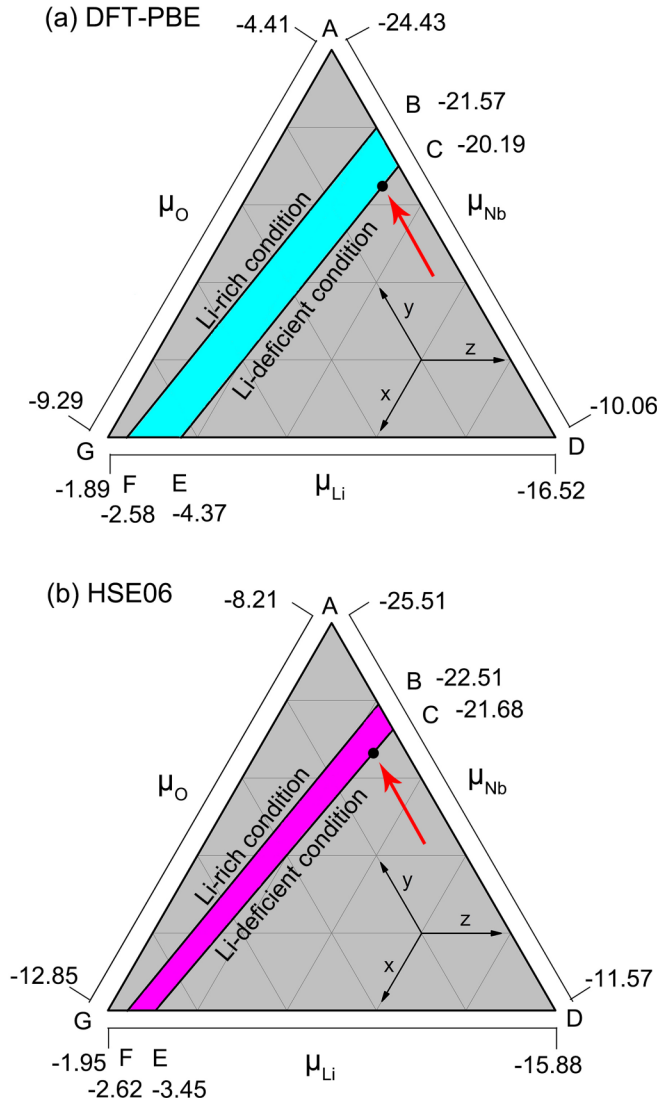 (a) DFT-PBE
-4.41
A
-24.43
B -21.57
C -20.19
μO
μNb
Li-rich condition
Li-deficient condition
y
z
x
-9.29
-10.06
G
D
-1.89 F E
μLi
-16.52
-2.58 -4.37
(b) HSE06
-8.21
A
-25.51
B -22.51
C -21.68
μO
μNb
Li-rich condition
Li-deficient condition
y
z
x
-12.85
-11.57
G
D
-1.95 F E
μLi
-15.88
-2.62 -3.45